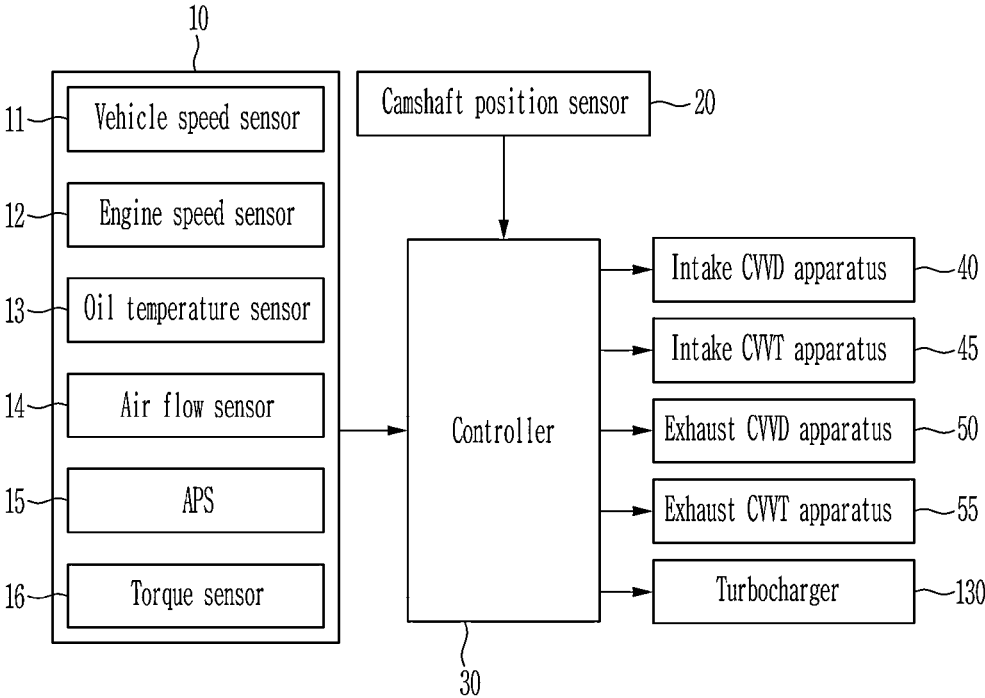 10
11
Vehicle speed sensor
12
Engine speed sensor
13
Oil temperature sensor
14
Air flow sensor
15
APS
16
Torque sensor
Camshaft position sensor
20
Controller
30
Intake CVVD apparatus
40
Intake CVVT apparatus
45
Exhaust CVVD apparatus
50
Exhaust CVVT apparatus
55
Turbocharger
130